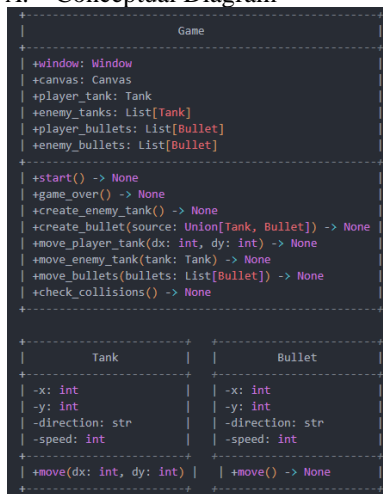 A. Conceptual Diagram
+-----------------------------------------------+
| Game |
+-----------------------------------------------+
| +window: Window
| +canvas: Canvas
| +player_tank: Tank
| +enemy_tanks: List[Tank]
| +player_bullets: List[Bullet]
| +enemy_bullets: List[Bullet]
+-----------------------------------------------+
| +start() -> None
| +game_over() -> None
| +create_enemy_tank() -> None
| +create_bullet(source: Union[Tank, Bullet]) -> None |
| +move_player_tank(dx: int, dy: int) -> None |
| +move_enemy_tank(tank: Tank) -> None |
| +move_bullets(bullets: List[Bullet]) -> None |
| +check_collisions() -> None |
+-----------------------------------------------+
+---------------------+ +---------------------+
| Tank | | Bullet |
+---------------------+ +---------------------+
| -x: int | | -x: int |
| -y: int | | -y: int |
| -direction: str | | -direction: str |
| -speed: int | | -speed: int |
+---------------------+ +---------------------+
| +move(dx: int, dy: int) | | +move() -> None |
+---------------------+ +---------------------+